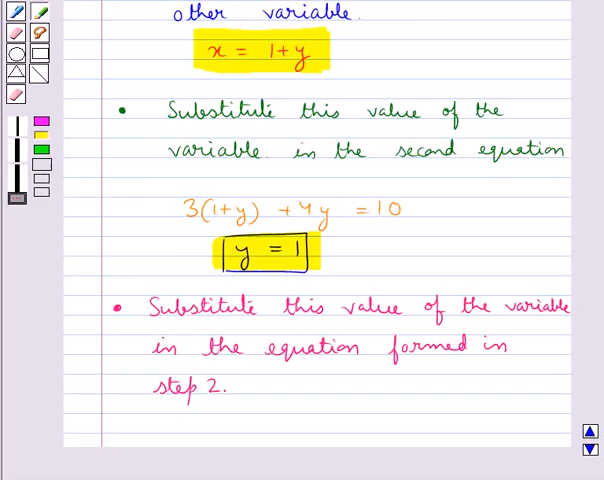 other variable.
x = 1+y
• Substitute this value of the
variable in the second equation
3(1+y) + 4y = 10
y = 1
• Substitute this value of the variable
in the equation formed in
step 2.